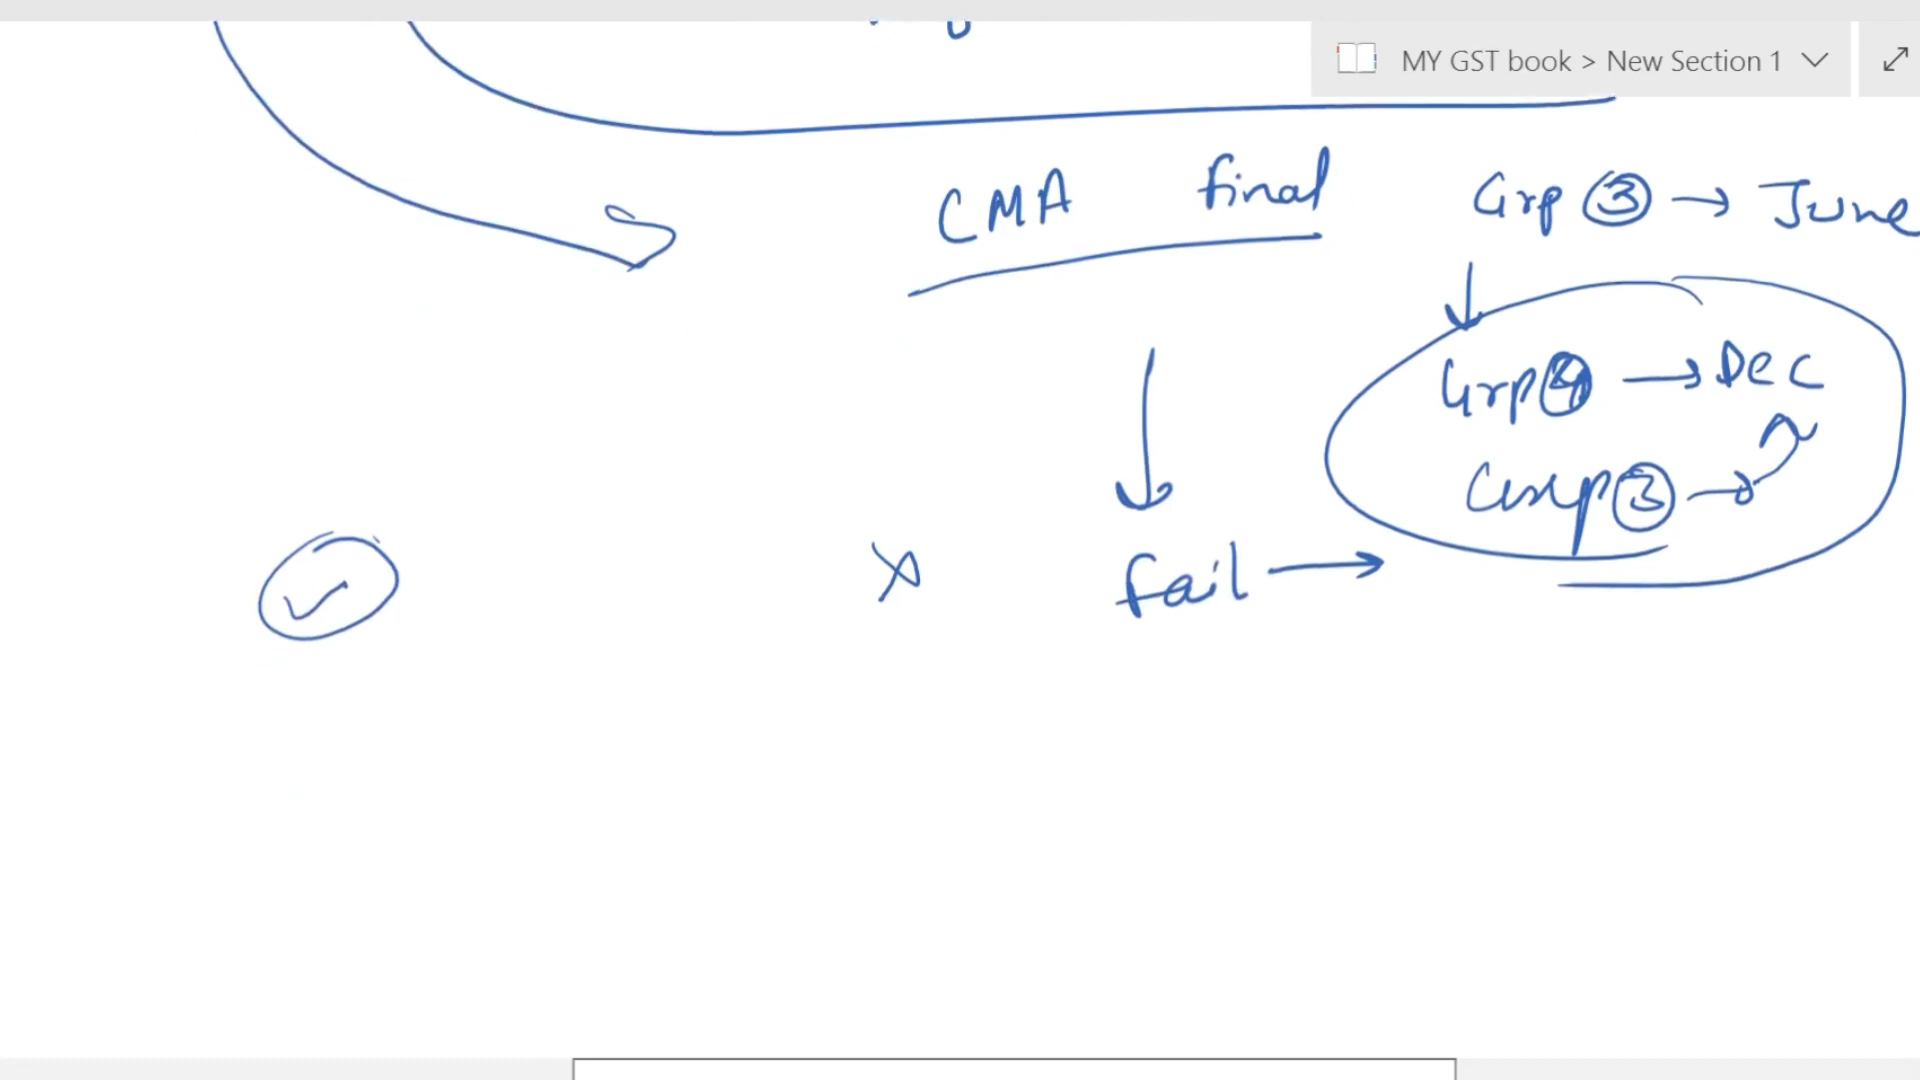 MY GST book > New Section 1
CMA final
Grp ③ → June
Grp ④ → Dec
Grp ③ →
✓
x fail →